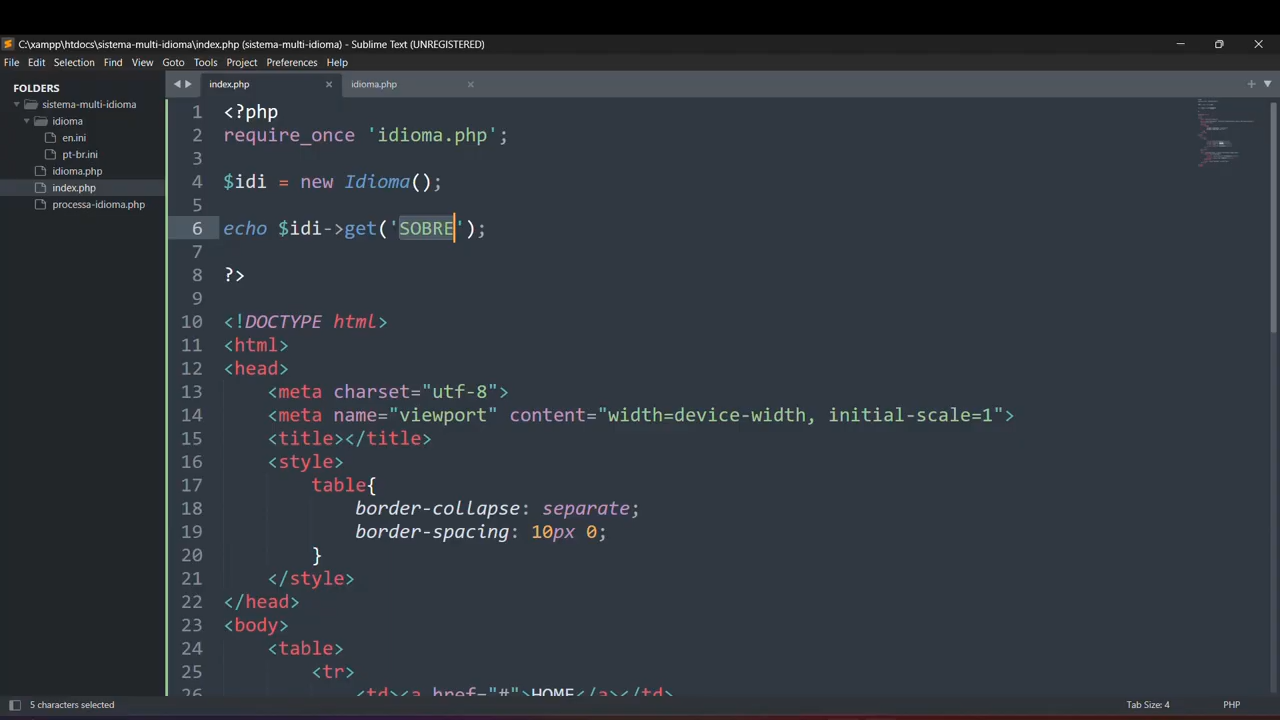 C:\xampp\htdocs\sistema-multi-idioma\index.php (sistema-multi-idioma) - Sublime Text (UNREGISTERED)
File Edit Selection Find View Goto Tools Project Preferences Help
FOLDERS
sistema-multi-idioma
idioma
en.ini
pt-br.ini
idioma.php
index.php
processa-idioma.php
index.php idioma.php
1 <?php
2 require_once 'idioma.php';
3
4 $idi = new Idioma();
5
6 echo $idi->get('SOBRE');
7
8 ?>
9
10 <!DOCTYPE html>
11 <html>
12 <head>
13 <meta charset="utf-8">
14 <meta name="viewport" content="width=device-width, initial-scale=1">
15 <title></title>
16 <style>
17 table{
18 border-collapse: separate;
19 border-spacing: 10px 0;
20 }
21 </style>
22 </head>
23 <body>
24 <table>
25 <tr>
26 <td><a href="#">HOME</a></td>
5 characters selected
Tab Size: 4 PHP